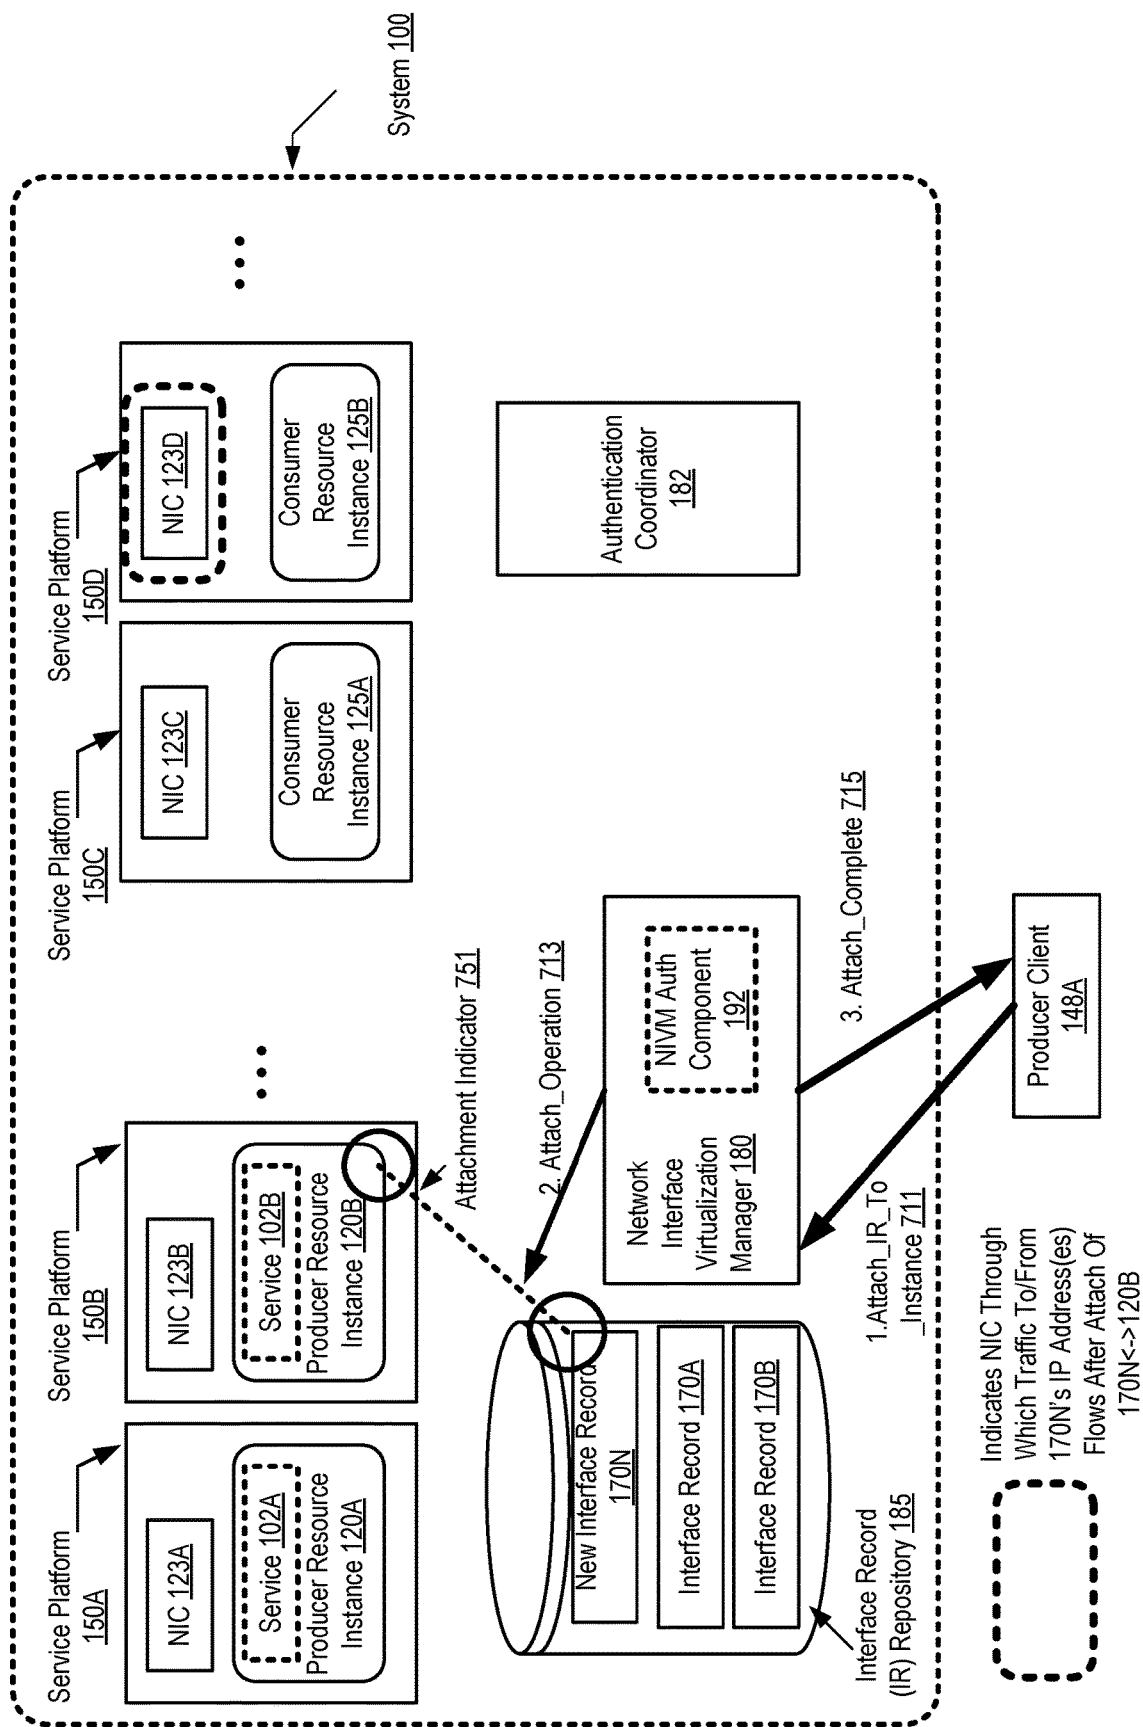 System 100
Service Platform
150A
NIC 123A
Service 102A
Producer Resource
Instance 120A
Service Platform
150B
NIC 123B
Service 102B
Producer Resource
Instance 120B
Service Platform
150C
NIC 123C
Consumer
Resource
Instance 125A
Service Platform
150D
NIC 123D
Consumer
Resource
Instance 125B
Attachment Indicator 751
2. Attach_Operation 713
New Interface Record
170N
Interface Record 170A
Interface Record 170B
Interface Record
(IR) Repository 185
Network
Interface
Virtualization
Manager 180
NIVM Auth
Component
192
Authentication
Coordinator
182
1.Attach_IR_To
_Instance 711
3. Attach_Complete 715
Producer Client
148A
Indicates NIC Through
Which Traffic To/From
170N's IP Address(es)
Flows After Attach Of
170N<->120B